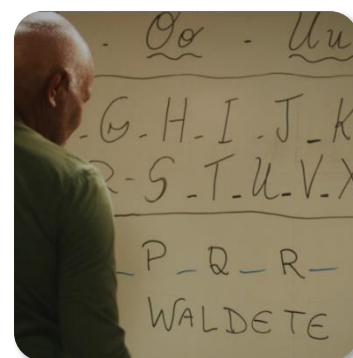 - Oo - Uu
- G - H - I - J - K
R - S - T - U - V - X
- P - Q - R -
WALDETE